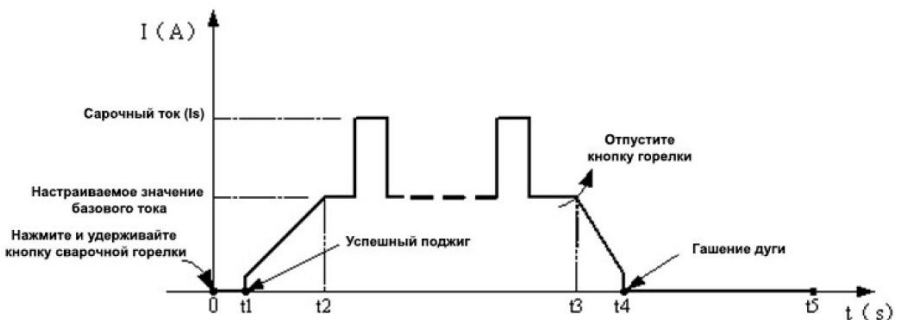 I (A)
Сарочный ток (Is)
Отпустите
кнопку горелки
Настраиваемое значение
базового тока
Нажмите и удерживайте
кнопку сварочной горелки
Успешный поджиг
Гашение дуги
0 t1 t2 t3 t4 t5
t (s)